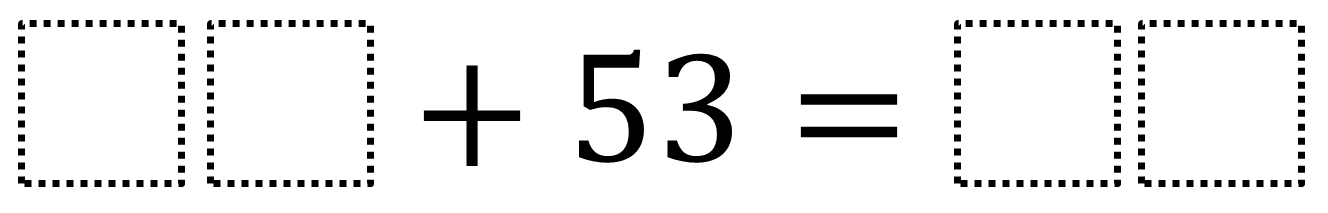 + 53 =